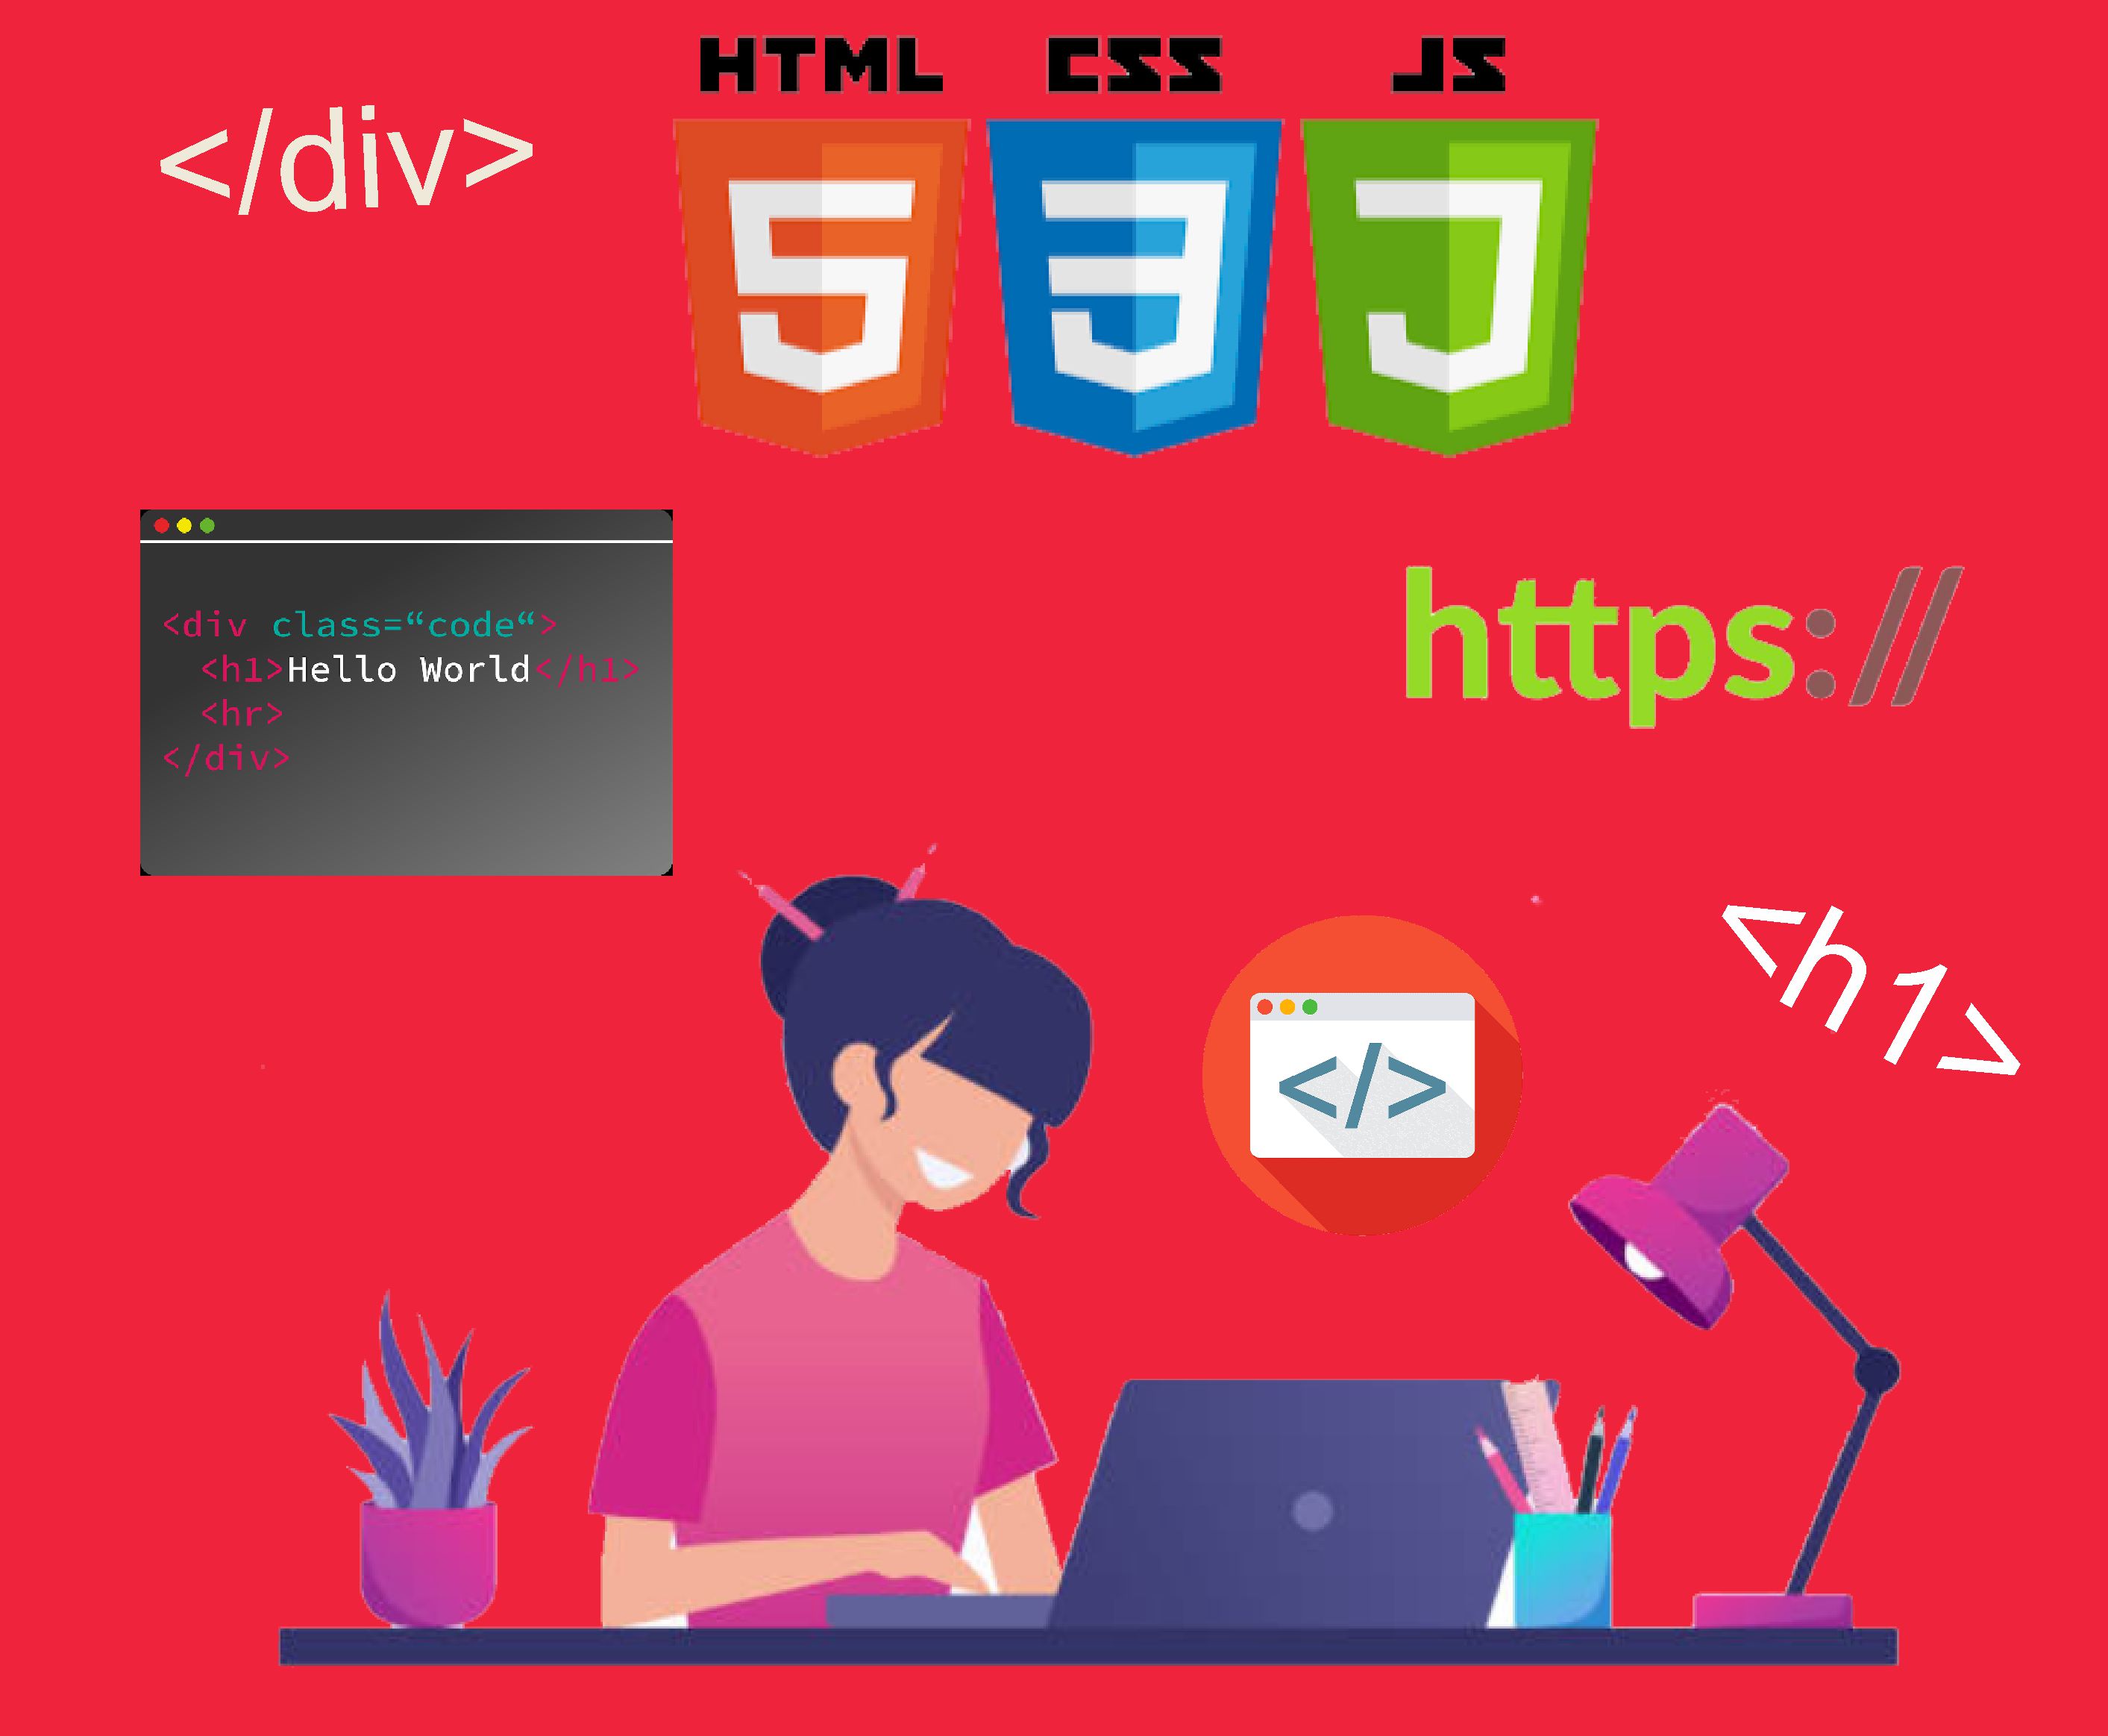 HTML CSS JS
</div>
5 3 J
<div class=“code“>
<h1>Hello World</h1>
<hr>
</div>
https://
<h1>
</>